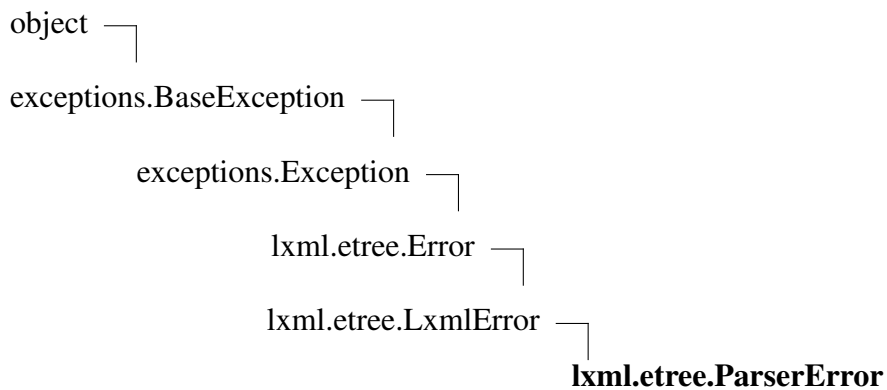 object
exceptions.BaseException
exceptions.Exception
lxml.etree.Error
lxml.etree.LxmlError
lxml.etree.ParserError